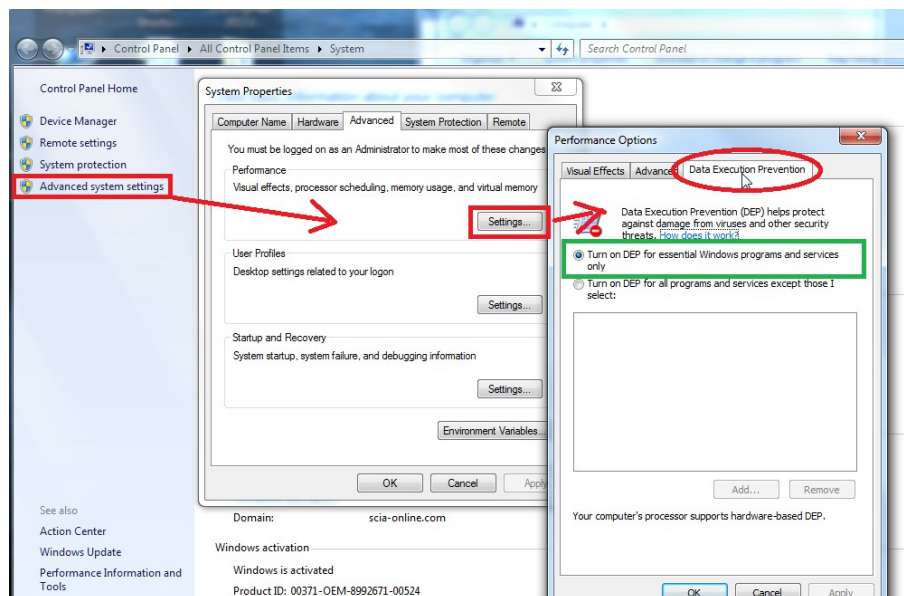 Control Panel ▸ All Control Panel Items ▸ System
Search Control Panel
Control Panel Home
Device Manager
Remote settings
System protection
Advanced system settings
See also
Action Center
Windows Update
Performance Information and
Tools
System Properties
Computer Name
Hardware
Advanced
System Protection
Remote
You must be logged on as an Administrator to make most of these changes
Performance
Visual effects, processor scheduling, memory usage, and virtual memory
Settings...
User Profiles
Desktop settings related to your logon
Settings...
Startup and Recovery
System startup, system failure, and debugging information
Settings...
Environment Variables...
OK
Cancel
Apply
Domain: scia-online.com
Windows activation
Windows is activated
Product ID: 00371-OEM-8992671-00524
Performance Options
Visual Effects
Advanced
Data Execution Prevention
Data Execution Prevention (DEP) helps protect
against damage from viruses and other security
threats. How does it work?
Turn on DEP for essential Windows programs and services
only
Turn on DEP for all programs and services except those I
select:
Add...
Remove
Your computer's processor supports hardware-based DEP.
OK
Cancel
Apply